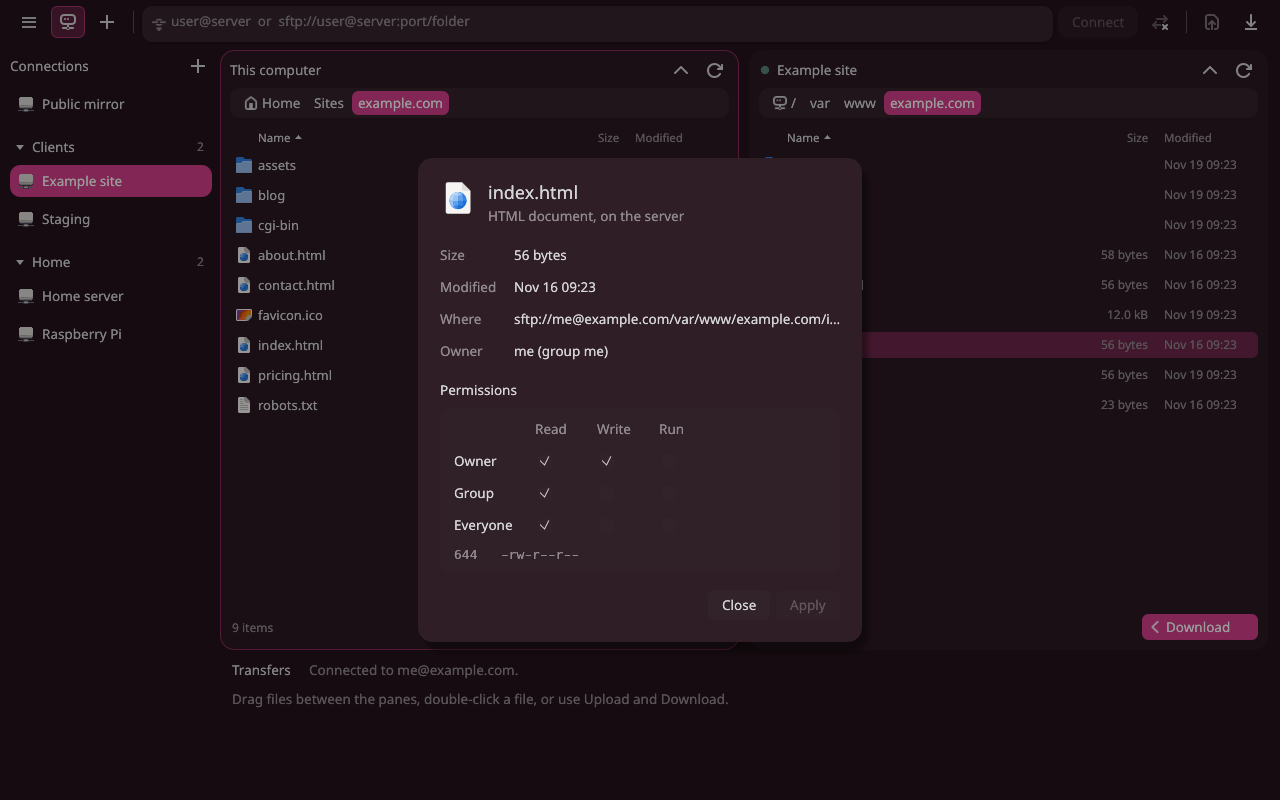 user@server or sftp://user@server:port/folder
Connect
Connections
Public mirror
Clients 2
Example site
Staging
Home 2
Home server
Raspberry Pi
This computer
Home Sites example.com
Name Size Modified
assets
blog
cgi-bin
about.html
contact.html
favicon.ico
index.html
pricing.html
robots.txt
9 items
Example site
/ var www example.com
Name Size Modified
Nov 19 09:23
Nov 19 09:23
Nov 19 09:23
58 bytes Nov 16 09:23
56 bytes Nov 16 09:23
12.0 kB Nov 19 09:23
56 bytes Nov 16 09:23
56 bytes Nov 19 09:23
23 bytes Nov 16 09:23
Download
index.html
HTML document, on the server
Size 56 bytes
Modified Nov 16 09:23
Where sftp://me@example.com/var/www/example.com/i...
Owner me (group me)
Permissions
Read Write Run
Owner
Group
Everyone
644 -rw-r--r--
Close Apply
Transfers Connected to me@example.com.
Drag files between the panes, double-click a file, or use Upload and Download.